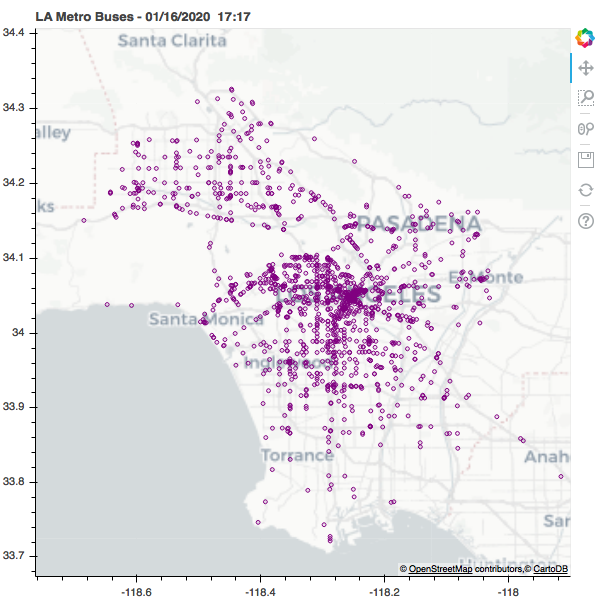 LA Metro Buses - 01/16/2020 17:17
34.4
Santa Clarita
34.3
alley
34.2
ks
PASADENA
34.1
El Monte
34
Santa Monica
33.9
Torrance
33.8
Anah
33.7
© OpenStreetMap contributors,© CartoDB
-118.6
-118.4
-118.2
-118